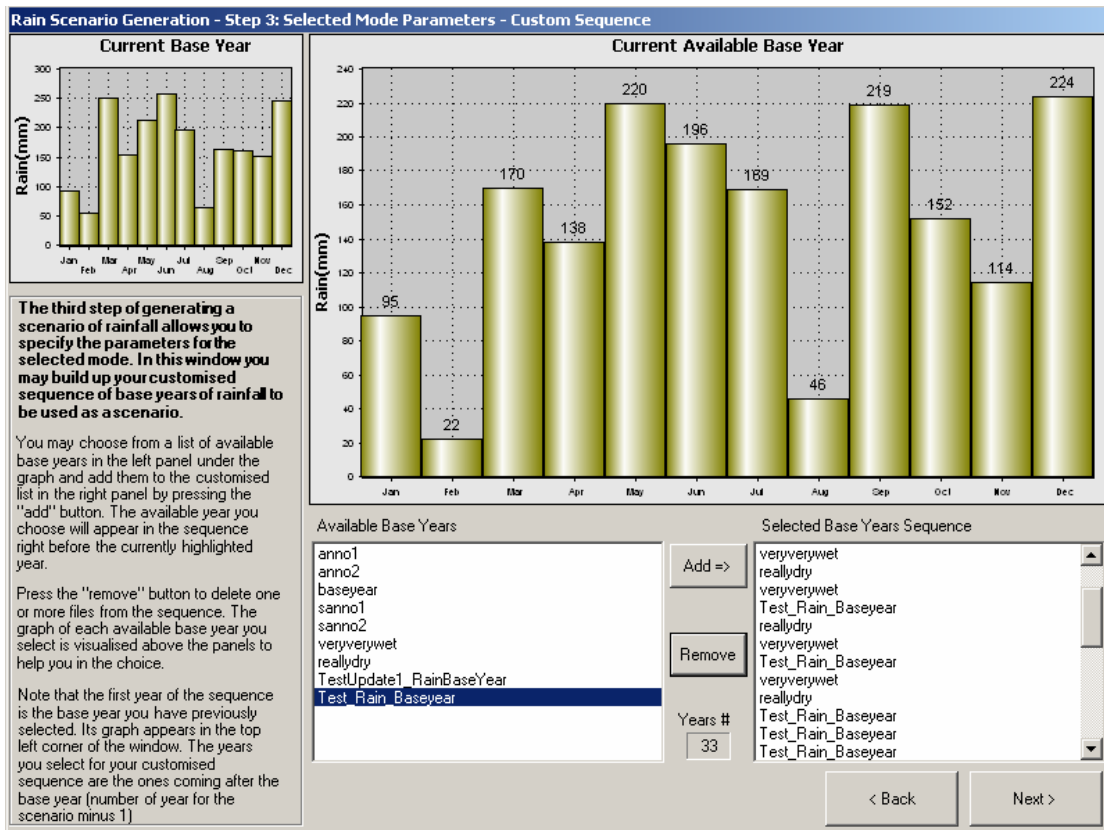 Rain Scenario Generation - Step 3: Selected Mode Parameters - Custom Sequence
Current Base Year
300
250
200
150
100
50
0
Rain(mm)
Jan Feb Mar Apr May Jun Jul Aug Sep Oct Nov Dec
Current Available Base Year
240
220
200
180
160
140
120
100
80
60
40
20
0
Rain(mm)
95 22 170 138 220 196 169 46 219 152 114 224
Jan Feb Mar Apr May Jun Jul Aug Sep Oct Nov Dec
The third step of generating a
scenario of rainfall allows you to
specify the parameters for the
selected mode. In this window you
may build up your customised
sequence of base years of rainfall to
be used as a scenario.
You may choose from a list of available
base years in the left panel under the
graph and add them to the customised
list in the right panel by pressing the
"add" button. The available year you
choose will appear in the sequence
right before the currently highlighted
year.
Press the "remove" button to delete one
or more files from the sequence. The
graph of each available base year you
select is visualised above the panels to
help you in the choice.
Note that the first year of the sequence
is the base year you have previously
selected. Its graph appears in the top
left corner of the window. The years
you select for your customised
sequence are the ones coming after the
base year (number of year for the
scenario minus 1)
Available Base Years
anno1
anno2
baseyear
sanno1
sanno2
veryverywet
reallydry
TestUpdate1_RainBaseYear
Test_Rain_Baseyear
Add =>
Remove
Years #
33
Selected Base Years Sequence
veryverywet
reallydry
veryverywet
Test_Rain_Baseyear
reallydry
veryverywet
Test_Rain_Baseyear
veryverywet
reallydry
Test_Rain_Baseyear
Test_Rain_Baseyear
Test_Rain_Baseyear
< Back
Next >